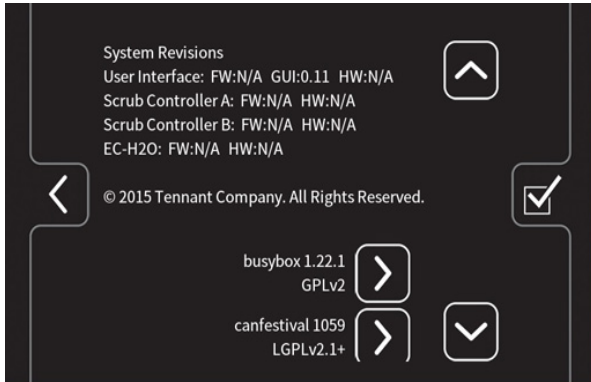 System Revisions
User Interface: FW:N/A GUI:0.11 HW:N/A
Scrub Controller A: FW:N/A HW:N/A
Scrub Controller B: FW:N/A HW:N/A
EC-H2O: FW:N/A HW:N/A
© 2015 Tennant Company. All Rights Reserved.
busybox 1.22.1
GPLv2
canfestival 1059
LGPLv2.1+